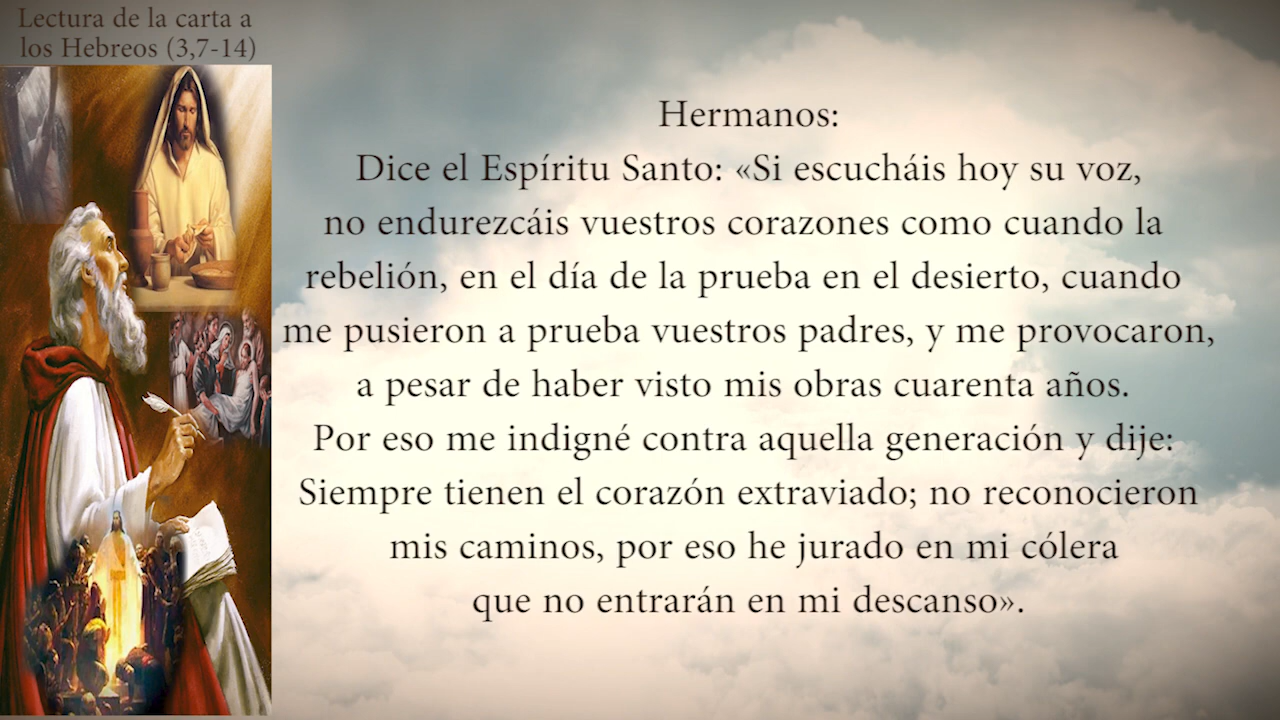 Lectura de la carta a
los Hebreos (3,7-14)
Hermanos:
Dice el Espíritu Santo: «Si escucháis hoy su voz,
no endurezcáis vuestros corazones como cuando la
rebelión, en el día de la prueba en el desierto, cuando
me pusieron a prueba vuestros padres, y me provocaron,
a pesar de haber visto mis obras cuarenta años.
Por eso me indigné contra aquella generación y dije:
Siempre tienen el corazón extraviado; no reconocieron
mis caminos, por eso he jurado en mi cólera
que no entrarán en mi descanso».